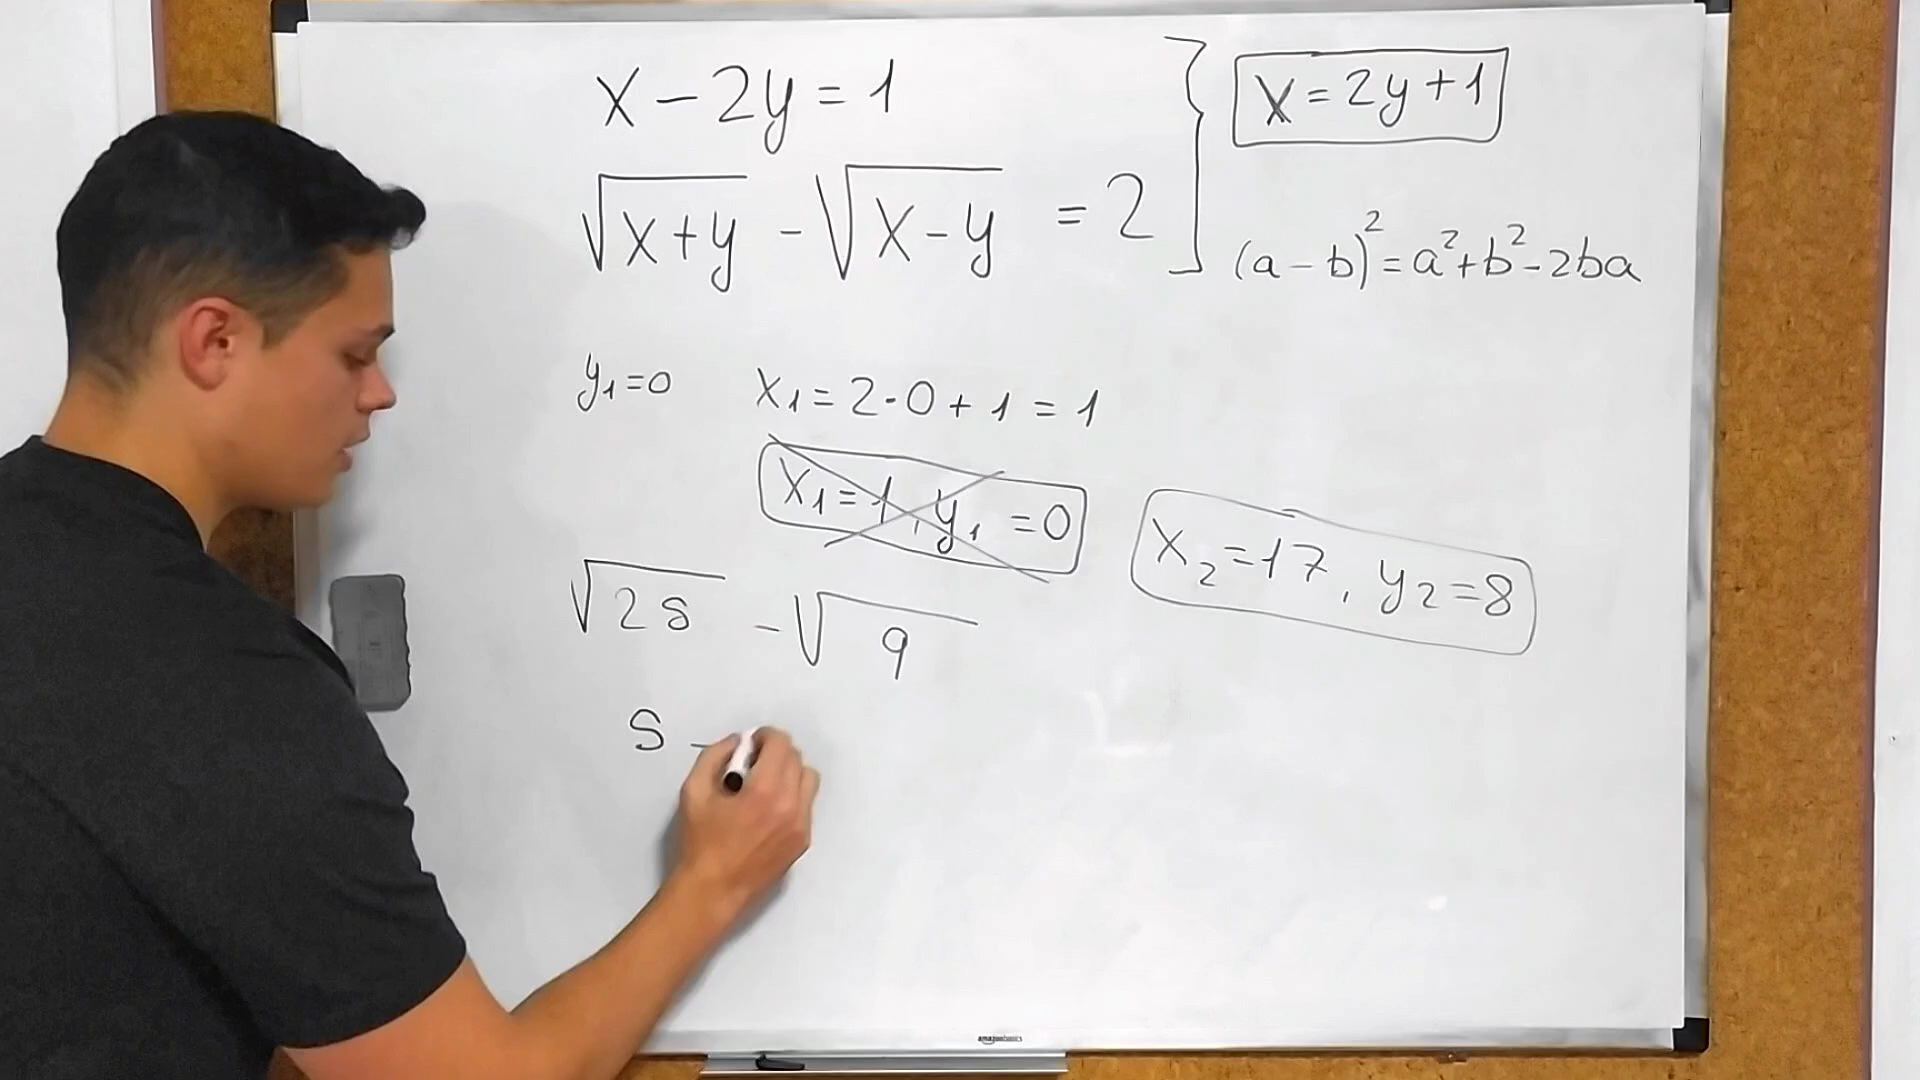 x - 2y = 1
√(x+y) - √(x-y) = 2
x = 2y + 1
(a - b)² = a² + b² - 2ba
y₁ = 0 x₁ = 2·0 + 1 = 1
x₁ = 1, y₁ = 0
x₂ = 17, y₂ = 8
√25 - √9
5 -
amazonbasics